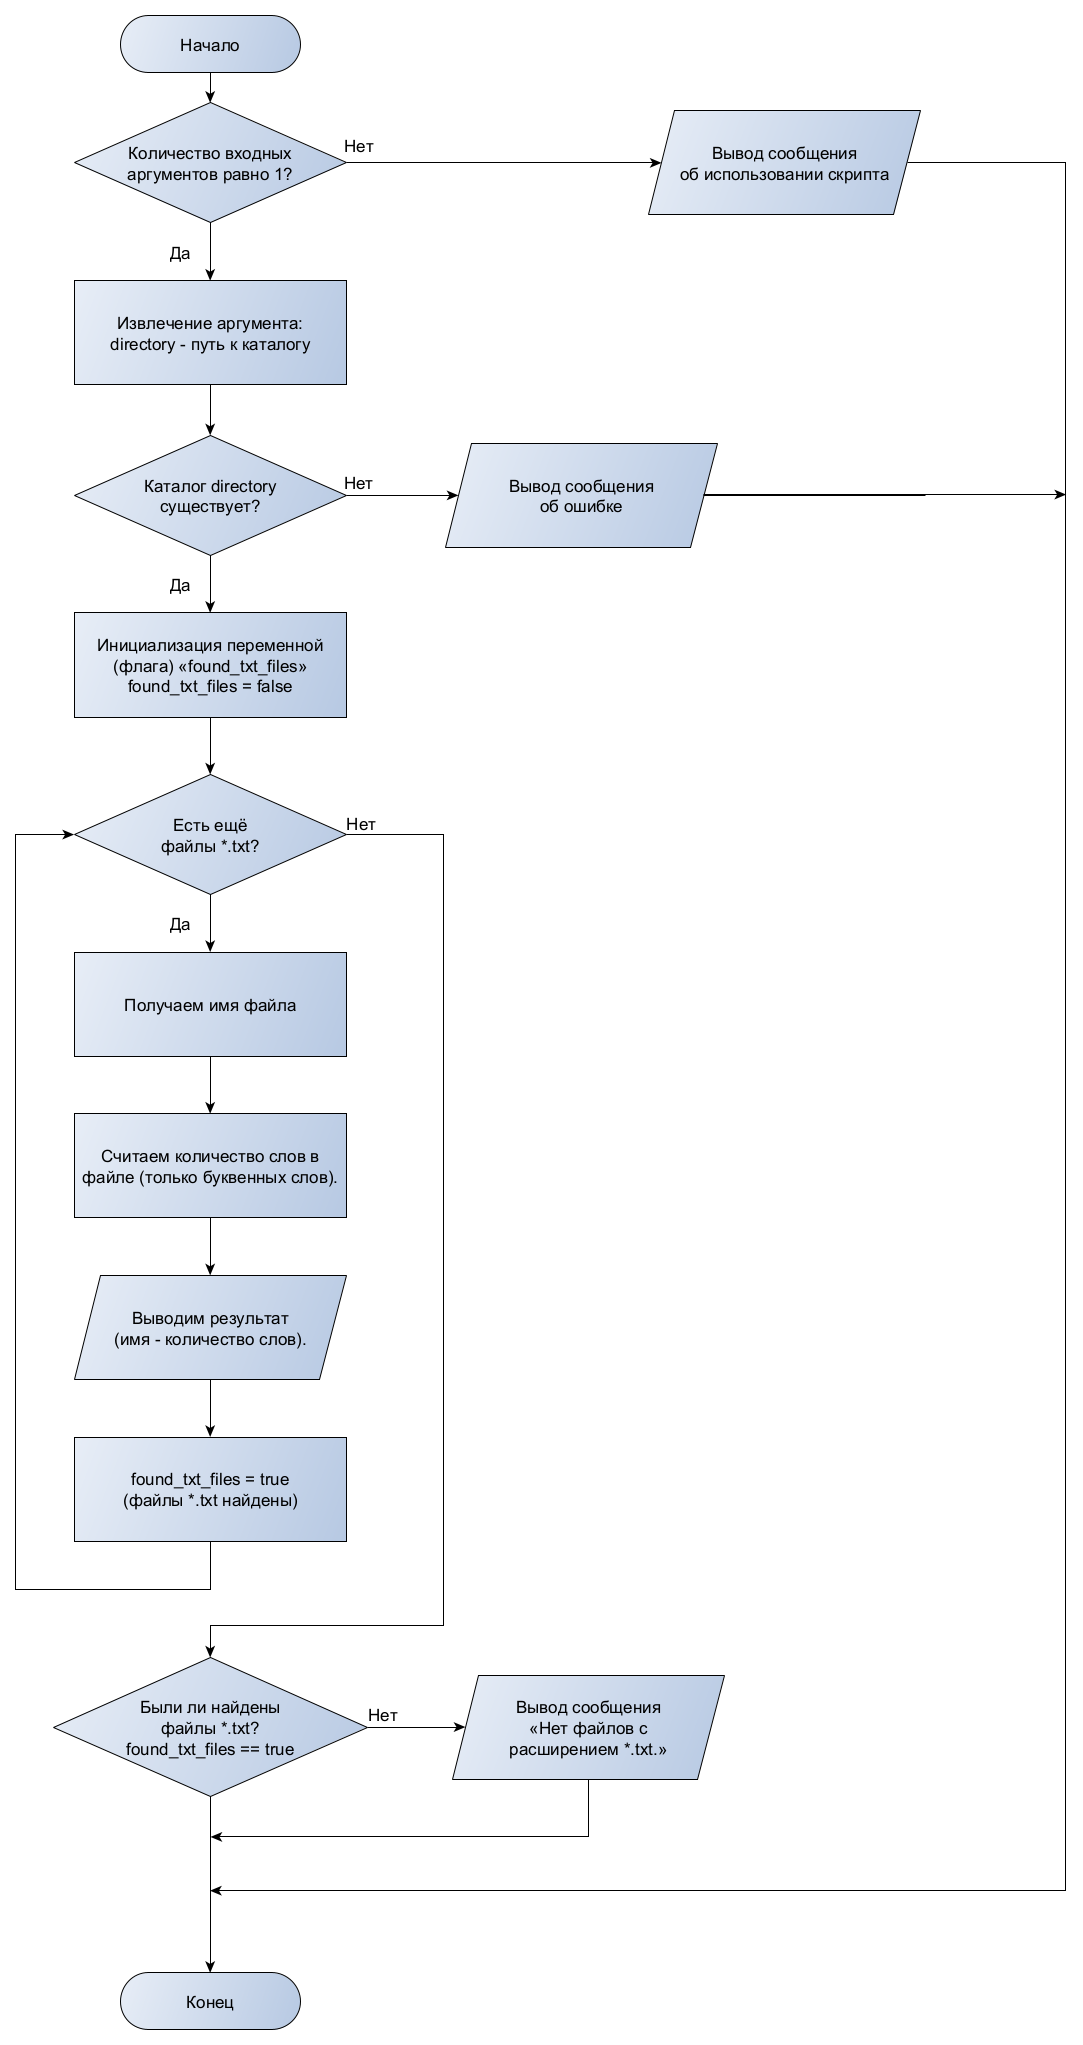 Начало
Количество входных
аргументов равно 1?
Нет
Вывод сообщения
об использовании скрипта
Да
Извлечение аргумента:
directory - путь к каталогу
Каталог directory
существует?
Нет
Вывод сообщения
об ошибке
Да
Инициализация переменной
(флага) «found_txt_files»
found_txt_files = false
Есть ещё
файлы *.txt?
Нет
Да
Получаем имя файла
Считаем количество слов в
файле (только буквенных слов).
Выводим результат
(имя - количество слов).
found_txt_files = true
(файлы *.txt найдены)
Были ли найдены
файлы *.txt?
found_txt_files == true
Нет
Вывод сообщения
«Нет файлов с
расширением *.txt.»
Конец